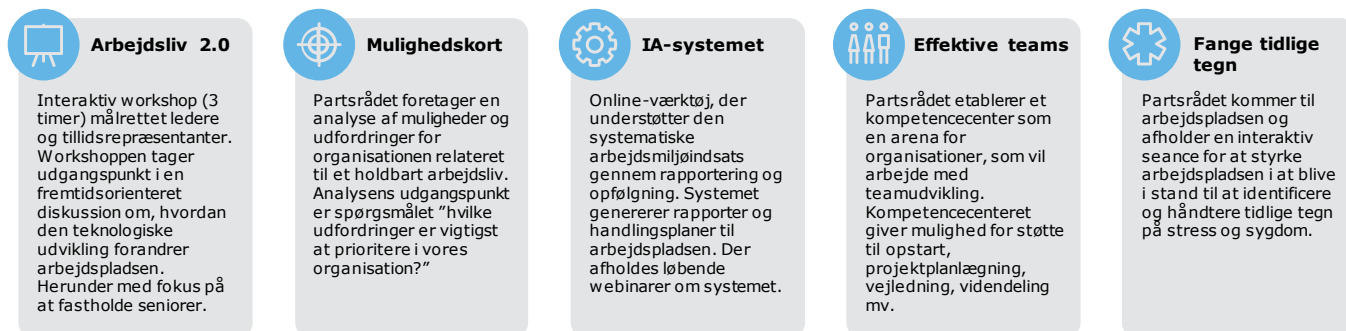 Arbejdsliv 2.0
Interaktiv workshop (3
timer) målrettet ledere
og tillidsrepræsentanter.
Workshoppen tager
udgangspunkt i en
fremtidsorienteret
diskussion om, hvordan
den teknologiske
udvikling forandrer
arbejdspladsen.
Herunder med fokus på
at fastholde seniorer.
Mulighedskort
Partsrådet foretager en
analyse af muligheder og
udfordringer for
organisationen relateret
til et holdbart arbejdsliv.
Analysens udgangspunkt
er spørgsmålet ”hvilke
udfordringer er vigtigst
at prioritere i vores
organisation?”
IA-systemet
Online-værktøj, der
understøtter den
systematiske
arbejdsmiljøindsats
gennem rapportering og
opfølgning. Systemet
genererer rapporter og
handlingsplaner til
arbejdspladsen. Der
afholdes løbende
webinarer om systemet.
Effektive teams
Partsrådet etablerer et
kompetencecenter som
en arena for
organisationer, som vil
arbejde med
teamudvikling.
Kompetencecenteret
giver mulighed for støtte
til opstart,
projektplanlægning,
vejledning, videndeling
mv.
Fange tidlige
tegn
Partsrådet kommer til
arbejdspladsen og
afholder en interaktiv
seance for at styrke
arbejdspladsen i at blive
i stand til at identificere
og håndtere tidlige tegn
på stress og sygdom.